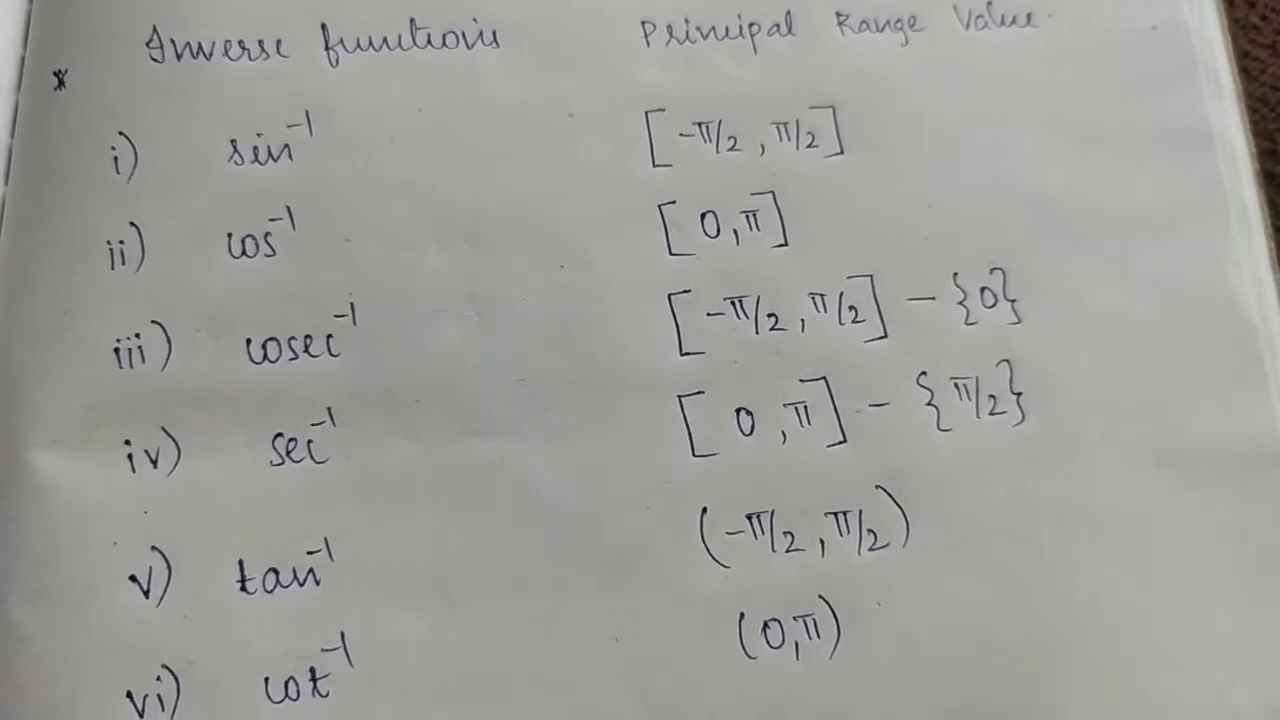 Inverse functions Principal Range Value.
*
i) sin⁻¹ [-π/2, π/2]
ii) cos⁻¹ [0, π]
iii) cosec⁻¹ [-π/2, π/2] - {0}
iv) sec⁻¹ [0, π] - {π/2}
v) tan⁻¹ (-π/2, π/2)
vi) cot⁻¹ (0, π)